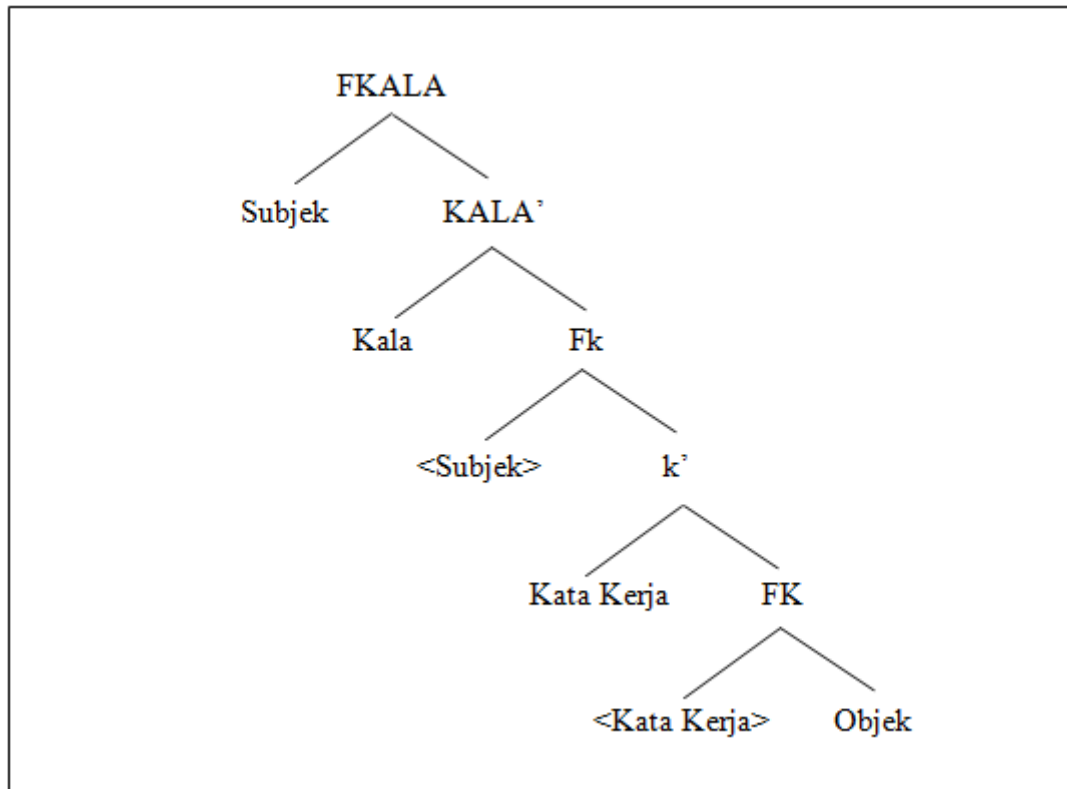 FKALA
Subjek KALA’
Kala Fk
<Subjek> k’
Kata Kerja FK
<Kata Kerja> Objek